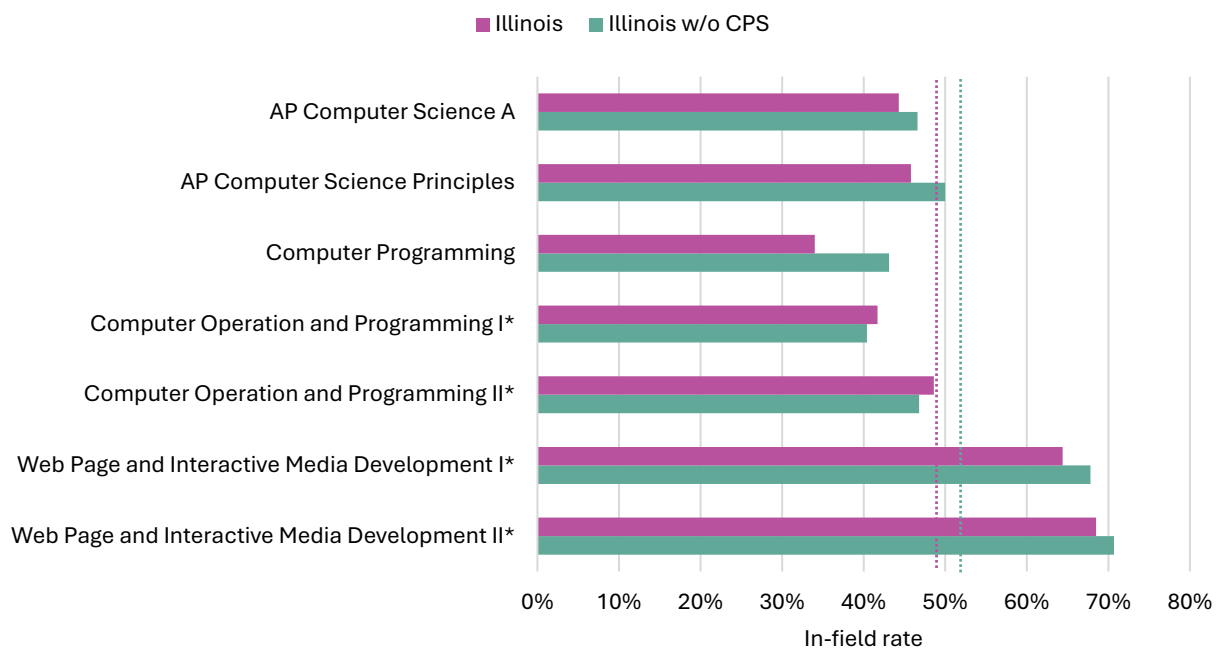 Illinois Illinois w/o CPS
AP Computer Science A
AP Computer Science Principles
Computer Programming
Computer Operation and Programming I*
Computer Operation and Programming II*
Web Page and Interactive Media Development I*
Web Page and Interactive Media Development II*
0% 10% 20% 30% 40% 50% 60% 70% 80%
In-field rate